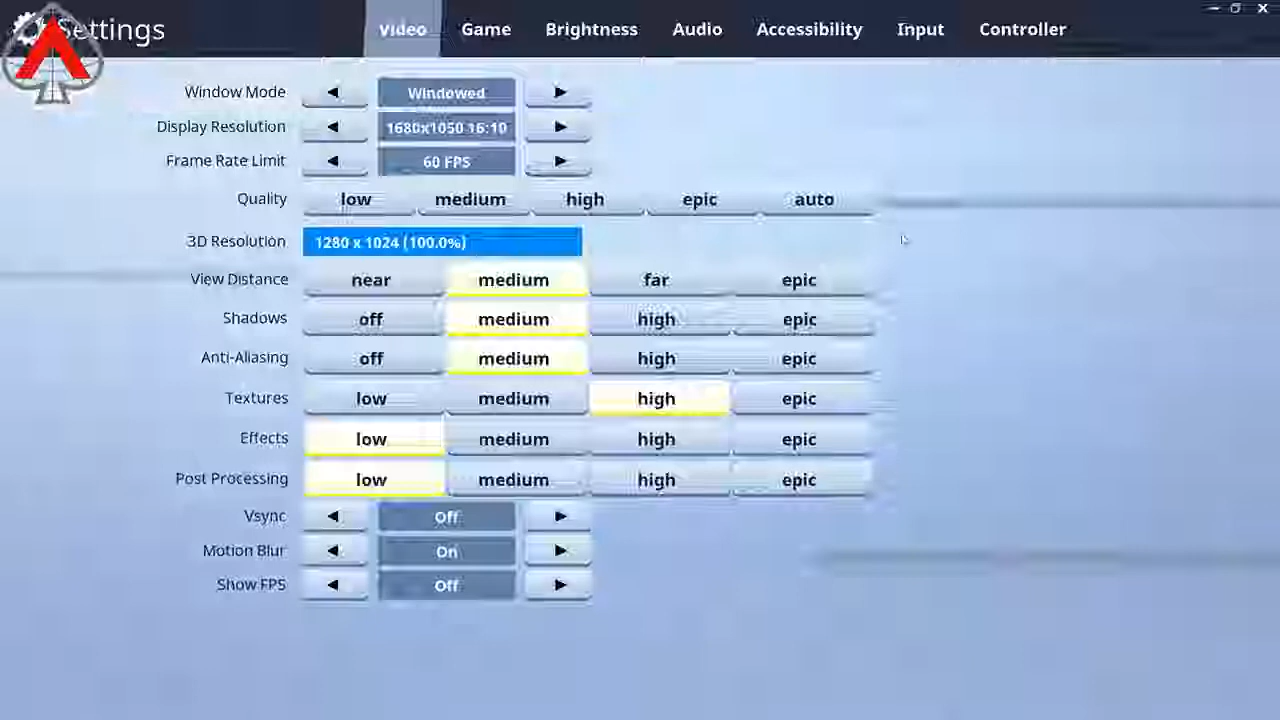 Settings Video Game Brightness Audio Accessibility Input Controller
Window Mode Windowed
Display Resolution 1680x1050 16:10
Frame Rate Limit 60 FPS
Quality low medium high epic auto
3D Resolution 1280 x 1024 (100.0%)
View Distance near medium far epic
Shadows off medium high epic
Anti-Aliasing off medium high epic
Textures low medium high epic
Effects low medium high epic
Post Processing low medium high epic
Vsync Off
Motion Blur On
Show FPS Off